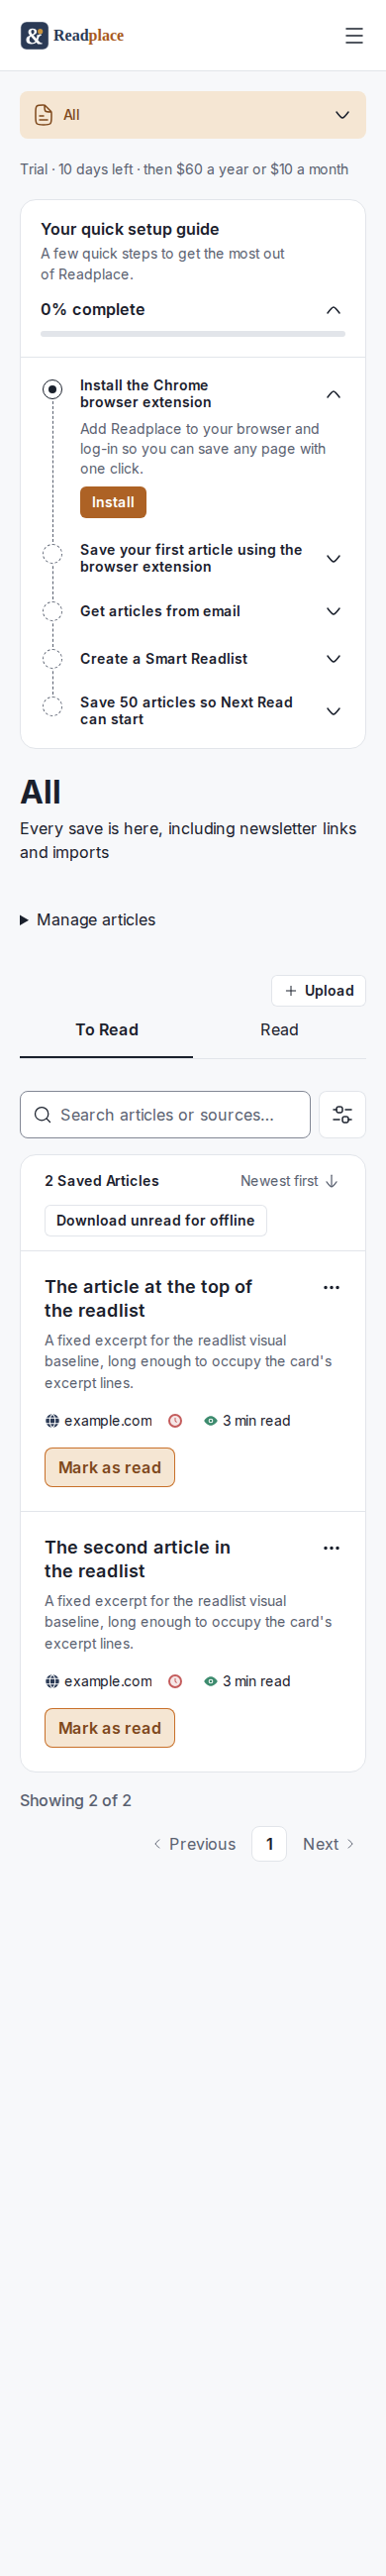 & Readplace
All
Trial · 10 days left · then $60 a year or $10 a month
Your quick setup guide
A few quick steps to get the most out
of Readplace.
0% complete
Install the Chrome
browser extension
Add Readplace to your browser and
log-in so you can save any page with
one click.
Install
Save your first article using the
browser extension
Get articles from email
Create a Smart Readlist
Save 50 articles so Next Read
can start
All
Every save is here, including newsletter links
and imports
Manage articles
Upload
To Read Read
Search articles or sources...
2 Saved Articles Newest first
Download unread for offline
The article at the top of
the readlist
A fixed excerpt for the readlist visual
baseline, long enough to occupy the card's
excerpt lines.
example.com 3 min read
Mark as read
The second article in
the readlist
A fixed excerpt for the readlist visual
baseline, long enough to occupy the card's
excerpt lines.
example.com 3 min read
Mark as read
Showing 2 of 2
Previous 1 Next